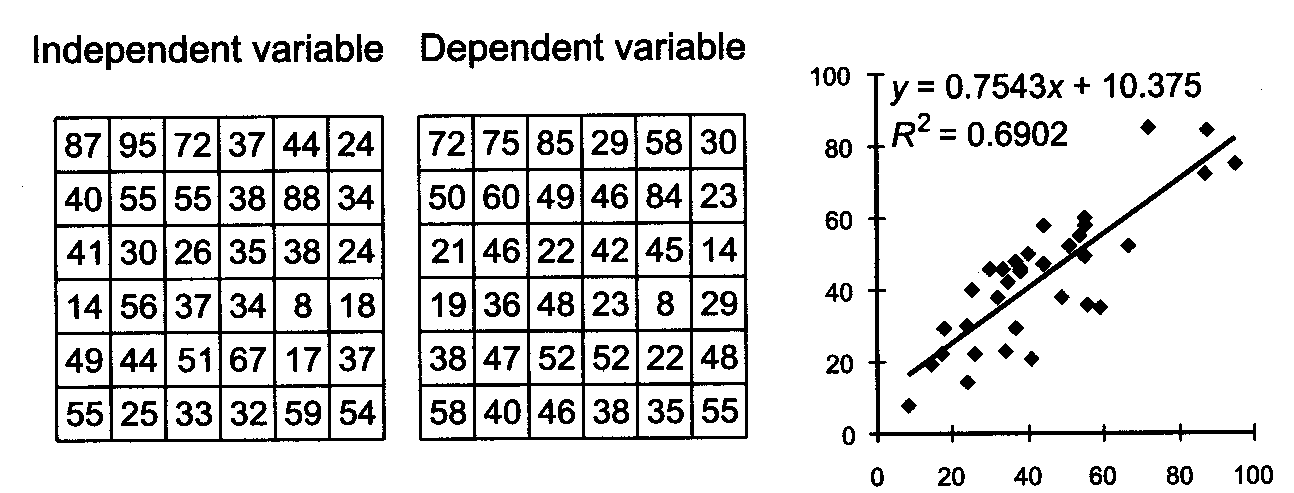 Independent variable
87 95 72 37 44 24
40 55 55 38 88 34
41 30 26 35 38 24
14 56 37 34 8 18
49 44 51 67 17 37
55 25 33 32 59 54
Dependent variable
72 75 85 29 58 30
50 60 49 46 84 23
21 46 22 42 45 14
19 36 48 23 8 29
38 47 52 52 22 48
58 40 46 38 35 55
y = 0.7543x + 10.375
R² = 0.6902
100
80
60
40
20
0
0 20 40 60 80 100